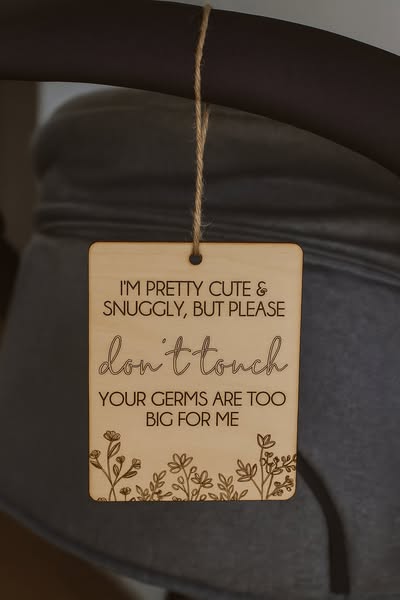 I'M PRETTY CUTE &
SNUGGLY, BUT PLEASE
don't touch
YOUR GERMS ARE TOO
BIG FOR ME